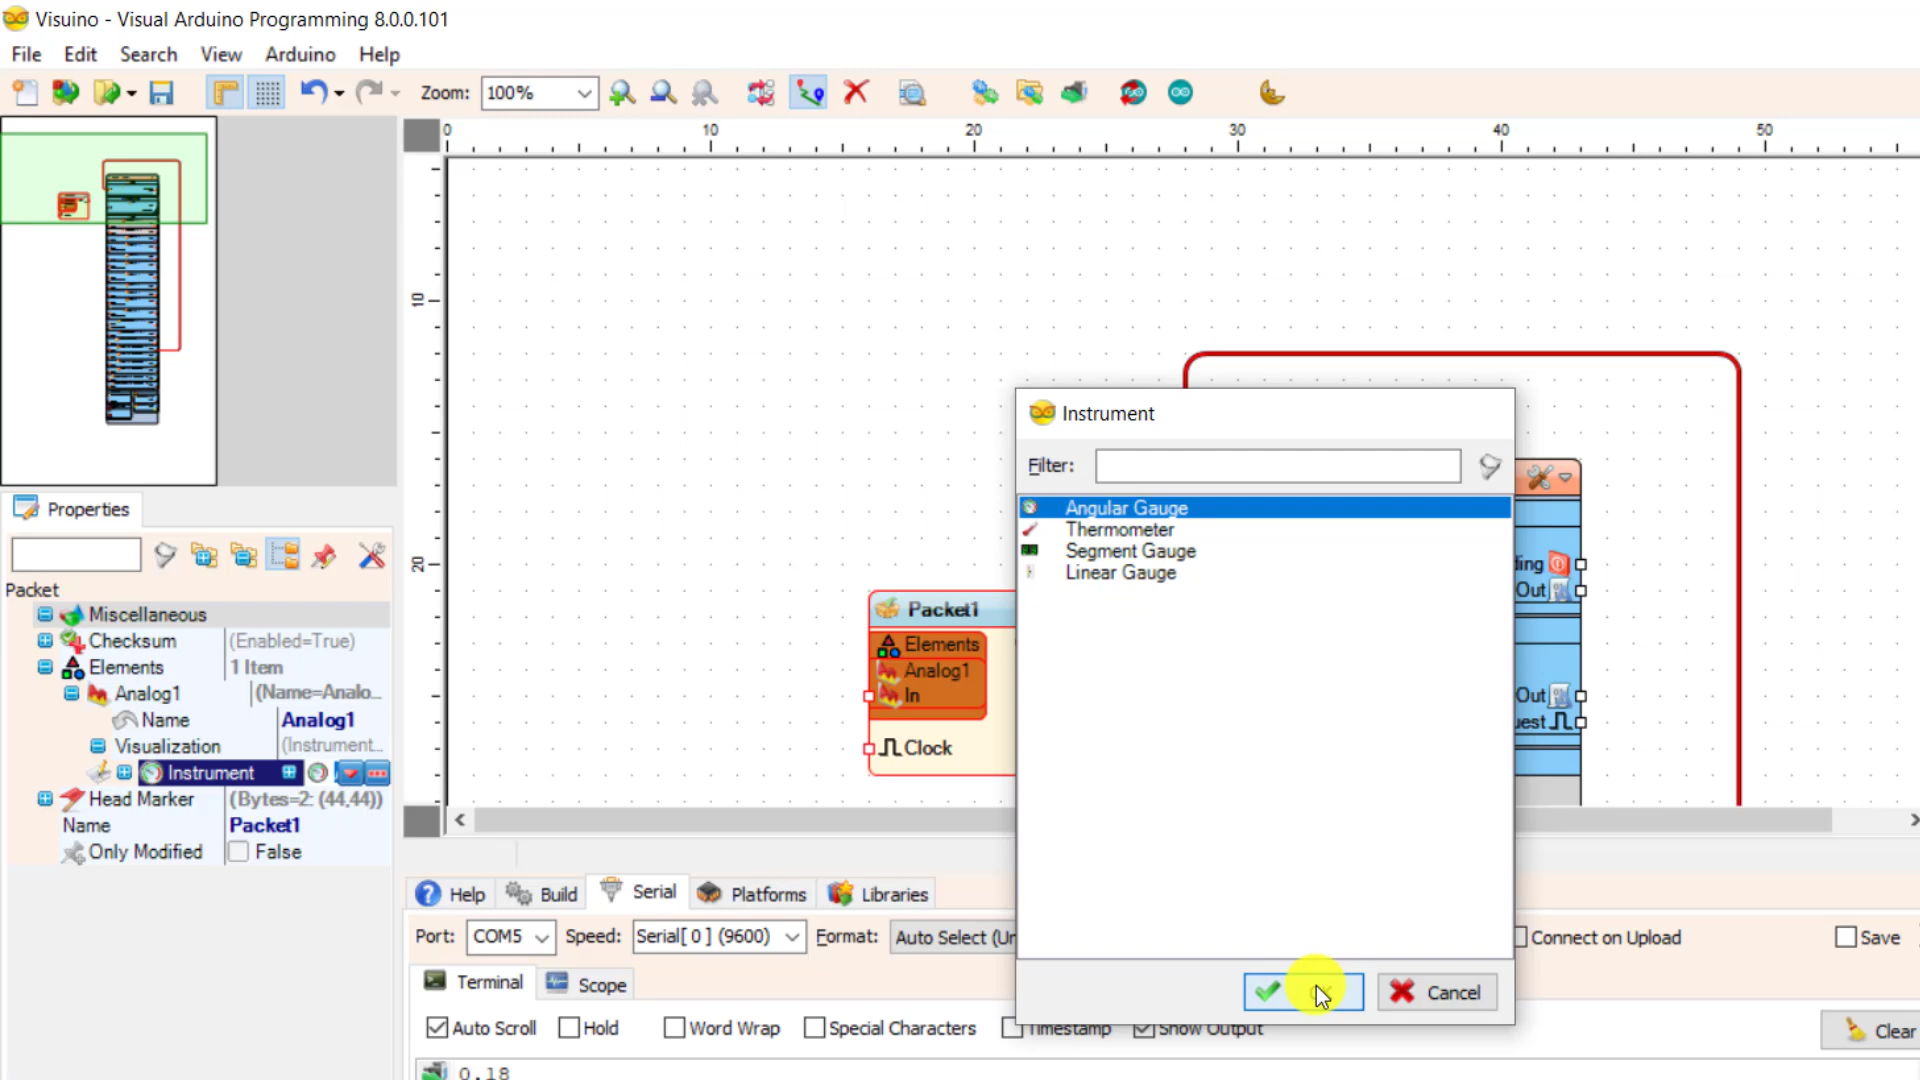 Visuino - Visual Arduino Programming 8.0.0.101
File Edit Search View Arduino Help
Zoom: 100%
0 10 20 30 40 50
10
20
Properties
Packet
Miscellaneous
Checksum (Enabled=True)
Elements 1 Item
Analog1 (Name=Analo...
Name Analog1
Visualization (Instrument...
Instrument
Head Marker (Bytes=2: (44,44))
Name Packet1
Only Modified False
Packet1
Elements
Analog1
In
Clock
Instrument
Filter:
Angular Gauge
Thermometer
Segment Gauge
Linear Gauge
Cancel
Out
Out
Help Build Serial Platforms Libraries
Port: COM5 Speed: Serial[ 0 ] (9600) Format: Auto Select (Un
Connect on Upload Save
Terminal Scope
Auto Scroll Hold Word Wrap Special Characters Timestamp Show Output
Clear
0.18